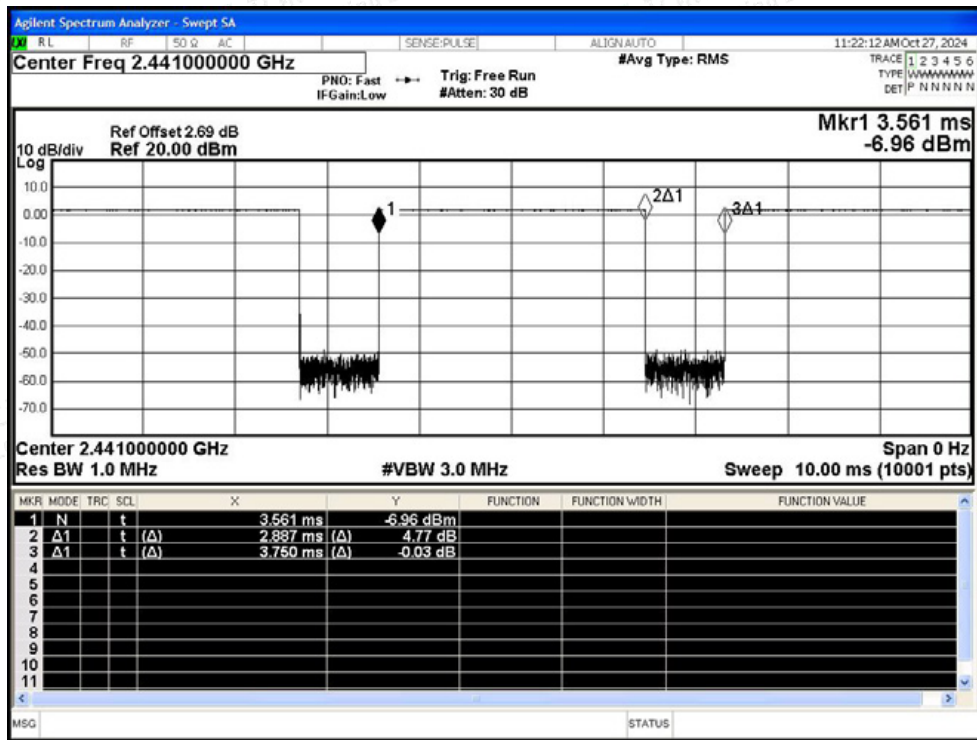 Agilent Spectrum Analyzer - Swept SA
LXI RL RF 50 Ω AC SENSE:PULSE ALIGNAUTO 11:22:12 AM Oct 27, 2024
Center Freq 2.441000000 GHz #Avg Type: RMS TRACE 1 2 3 4 5 6
PNO: Fast Trig: Free Run TYPE WWWWWW
IFGain:Low #Atten: 30 dB DET P N N N N N
Mkr1 3.561 ms
Ref Offset 2.69 dB
10 dB/div Ref 20.00 dBm -6.96 dBm
Log
10.0
0.00
-10.0
-20.0
-30.0
-40.0
-50.0
-60.0
-70.0
1
2Δ1
3Δ1
Center 2.441000000 GHz Span 0 Hz
Res BW 1.0 MHz #VBW 3.0 MHz Sweep 10.00 ms (10001 pts)
MKR MODE TRC SCL X Y FUNCTION FUNCTION WIDTH FUNCTION VALUE
1 N t 3.561 ms -6.96 dBm
2 Δ1 t (Δ) 2.887 ms (Δ) 4.77 dB
3 Δ1 t (Δ) 3.750 ms (Δ) -0.03 dB
4
5
6
7
8
9
10
11
MSG STATUS